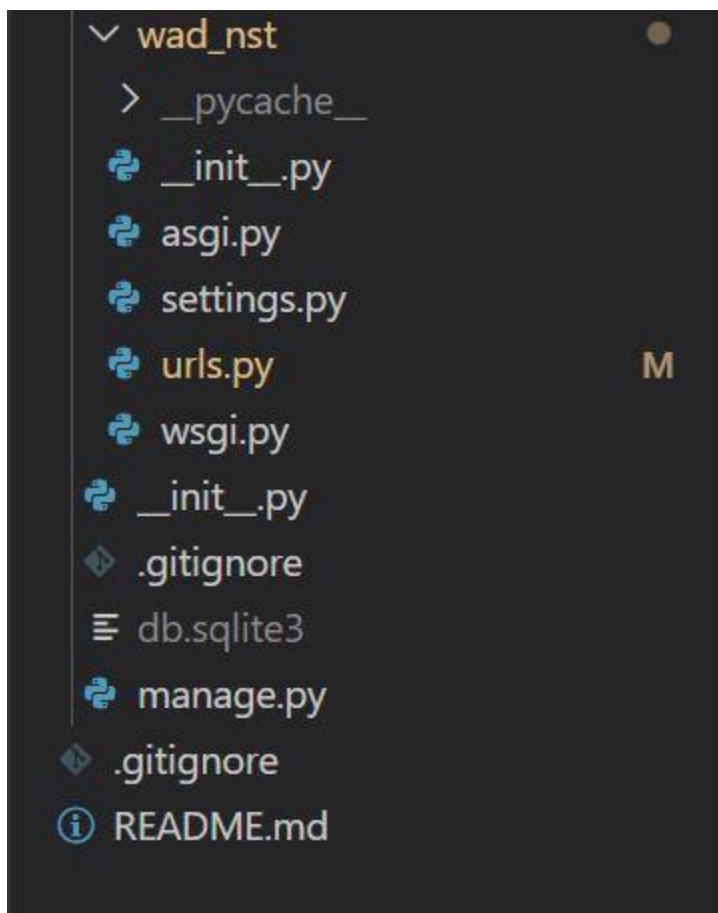 wad_nst
__pycache__
__init__.py
asgi.py
settings.py
urls.py M
wsgi.py
__init__.py
.gitignore
db.sqlite3
manage.py
.gitignore
README.md